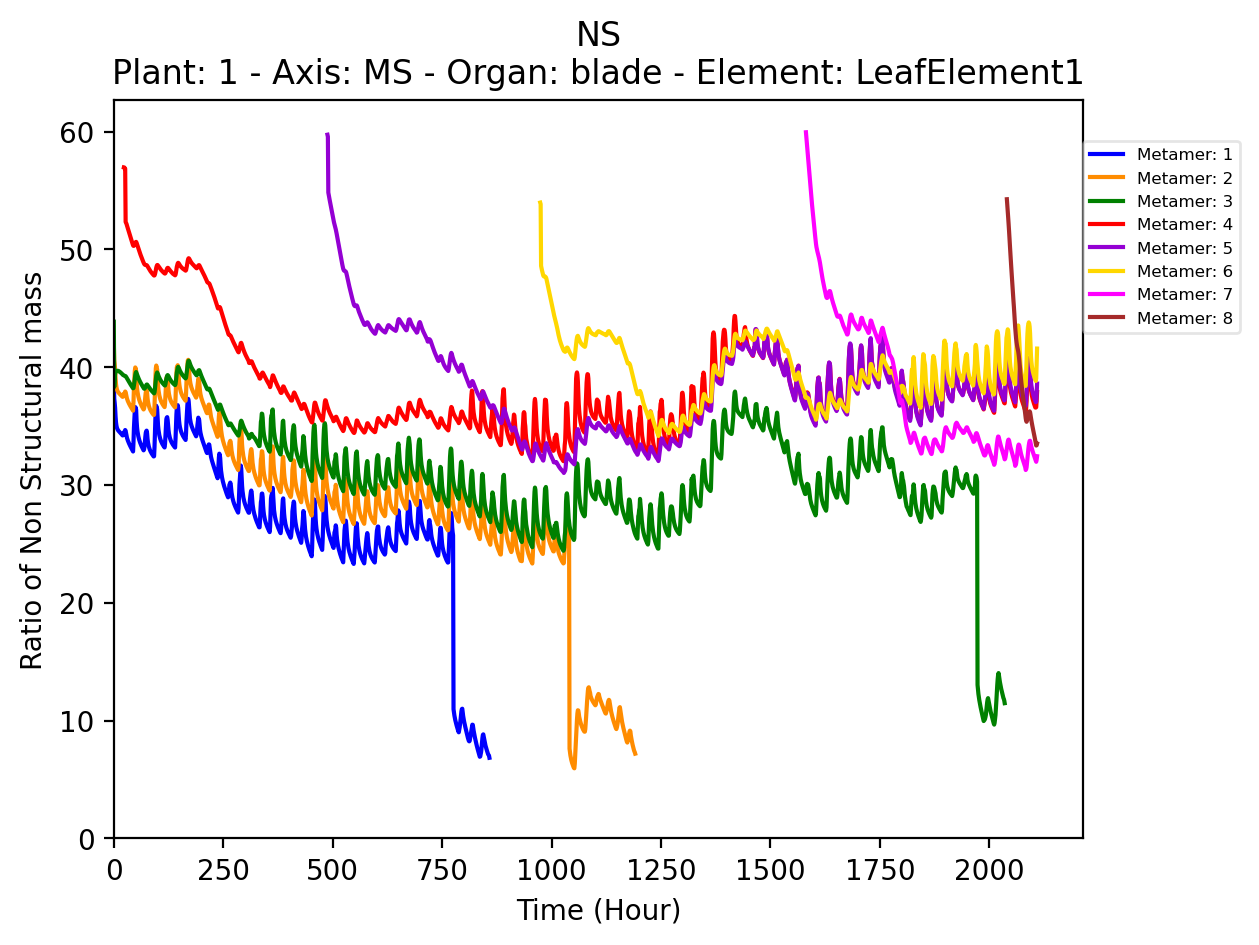 NS
Plant: 1 - Axis: MS - Organ: blade - Element: LeafElement1
Ratio of Non Structural mass
60
50
40
30
20
10
0
0 250 500 750 1000 1250 1500 1750 2000
Time (Hour)
Metamer: 1
Metamer: 2
Metamer: 3
Metamer: 4
Metamer: 5
Metamer: 6
Metamer: 7
Metamer: 8